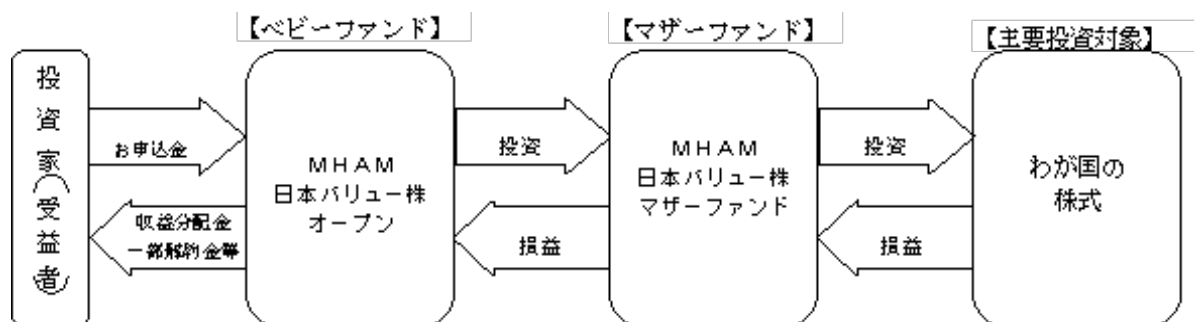 【ベビーファンド】
【マザーファンド】
【主要投資対象】
投資家(受益者)
お申込金
収益分配金
一部解約金等
MHAM
日本バリュー株
オープン
投資
損益
MHAM
日本バリュー株
マザーファンド
投資
損益
わが国の
株式